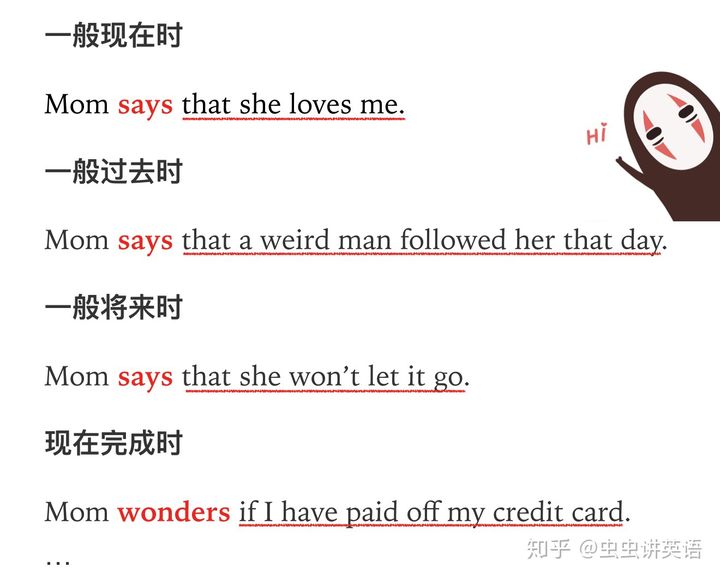 一般现在时
Mom says that she loves me.
Hi
一般过去时
Mom says that a weird man followed her that day.
一般将来时
Mom says that she won’t let it go.
现在完成时
Mom wonders if I have paid off my credit card.
…
知乎 @虫虫讲英语